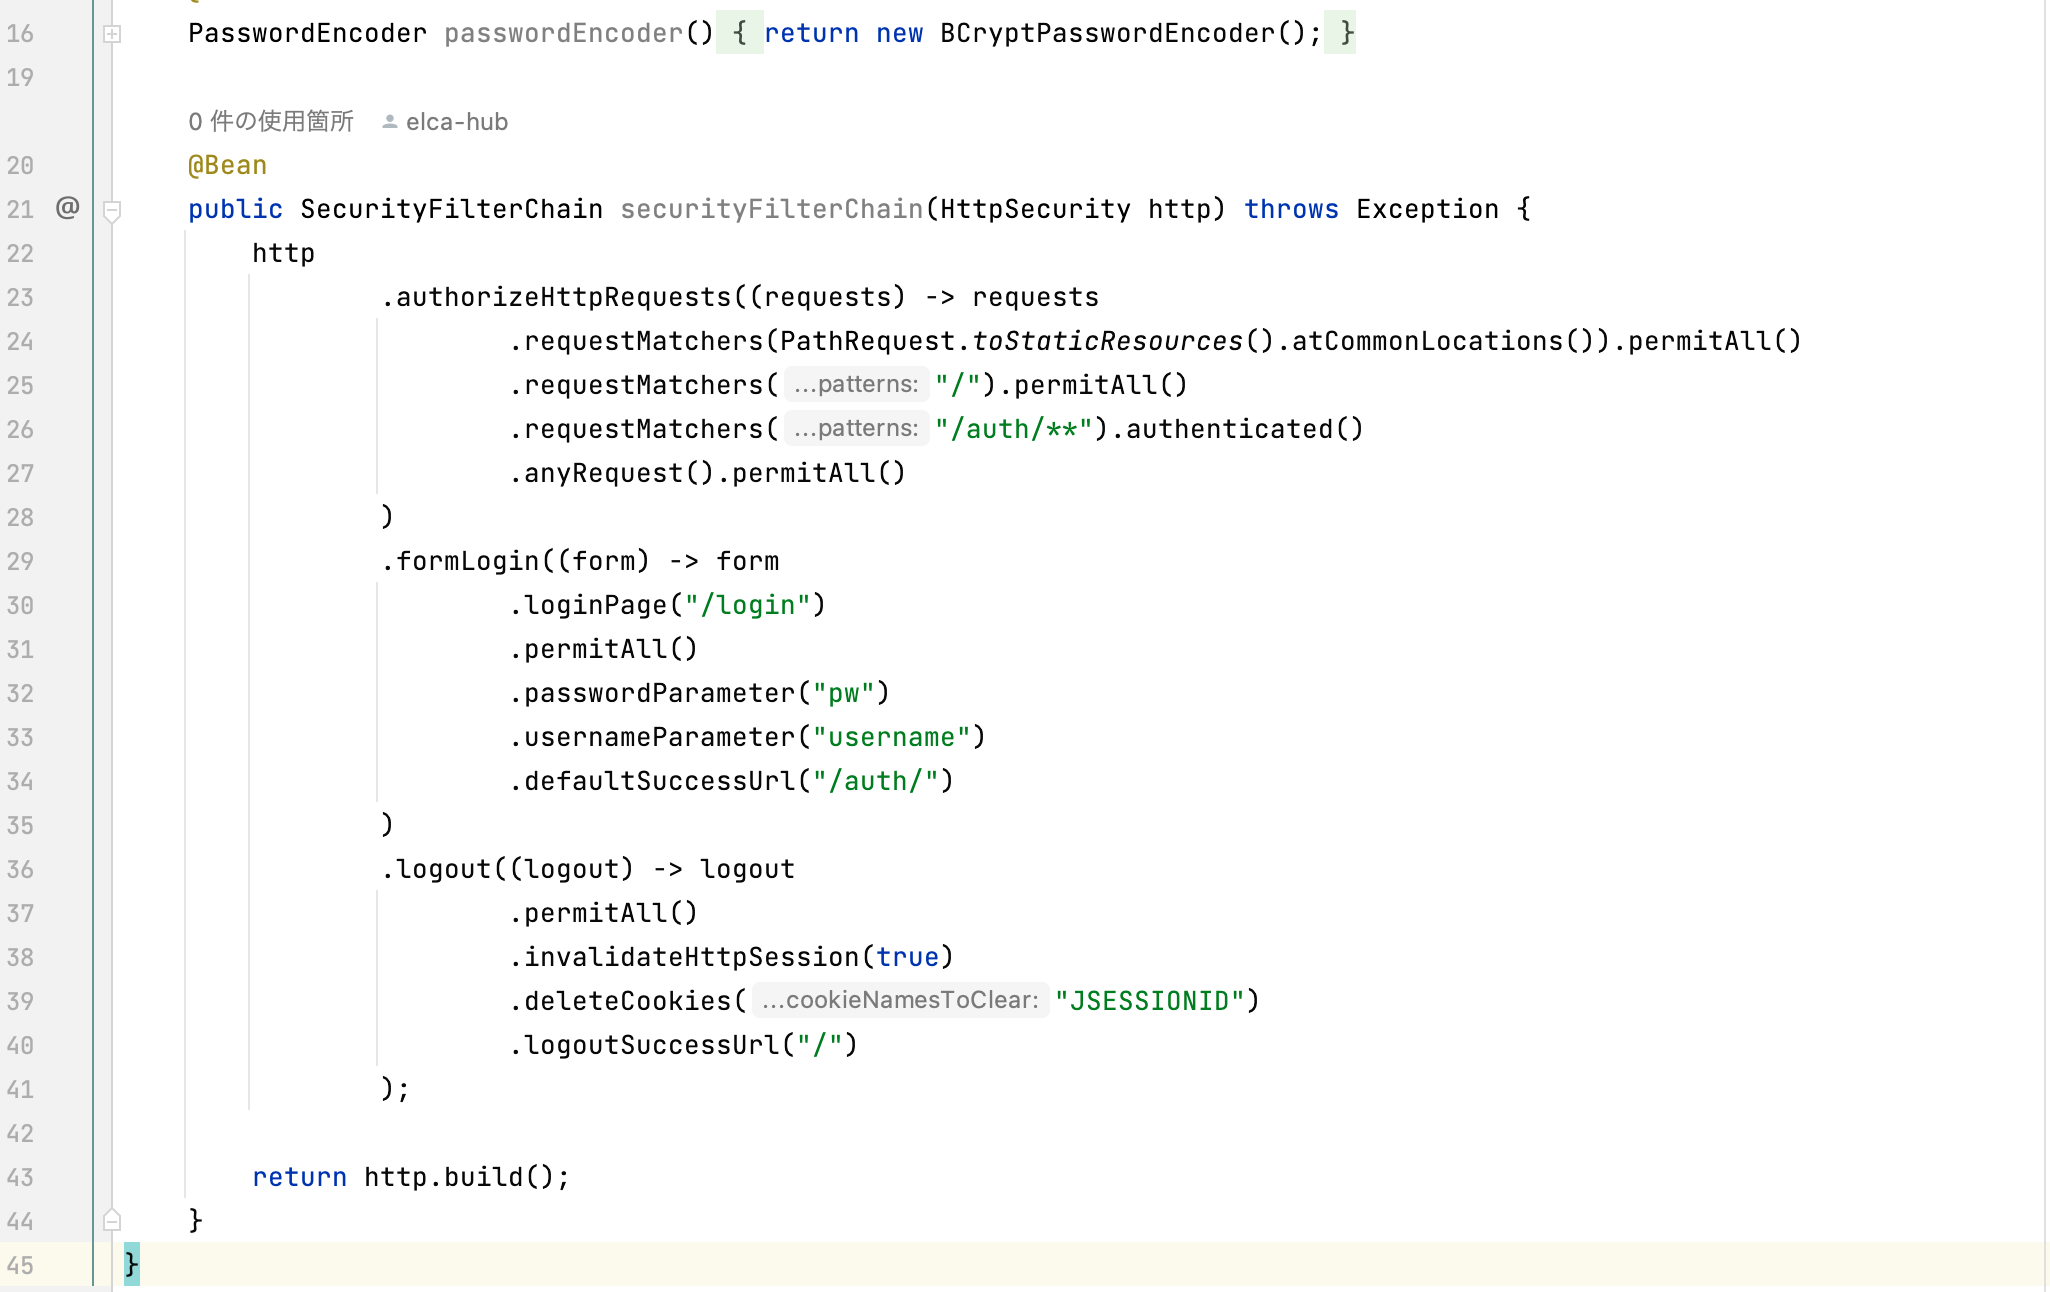 16 PasswordEncoder passwordEncoder() { return new BCryptPasswordEncoder(); }
19
0 件の使用箇所 elca-hub
20 @Bean
21 @ public SecurityFilterChain securityFilterChain(HttpSecurity http) throws Exception {
22 http
23 .authorizeHttpRequests((requests) -> requests
24 .requestMatchers(PathRequest.toStaticResources().atCommonLocations()).permitAll()
25 .requestMatchers( ...patterns: "/").permitAll()
26 .requestMatchers( ...patterns: "/auth/**").authenticated()
27 .anyRequest().permitAll()
28 )
29 .formLogin((form) -> form
30 .loginPage("/login")
31 .permitAll()
32 .passwordParameter("pw")
33 .usernameParameter("username")
34 .defaultSuccessUrl("/auth/")
35 )
36 .logout((logout) -> logout
37 .permitAll()
38 .invalidateHttpSession(true)
39 .deleteCookies( ...cookieNamesToClear: "JSESSIONID")
40 .logoutSuccessUrl("/")
41 );
42
43 return http.build();
44 }
45 }